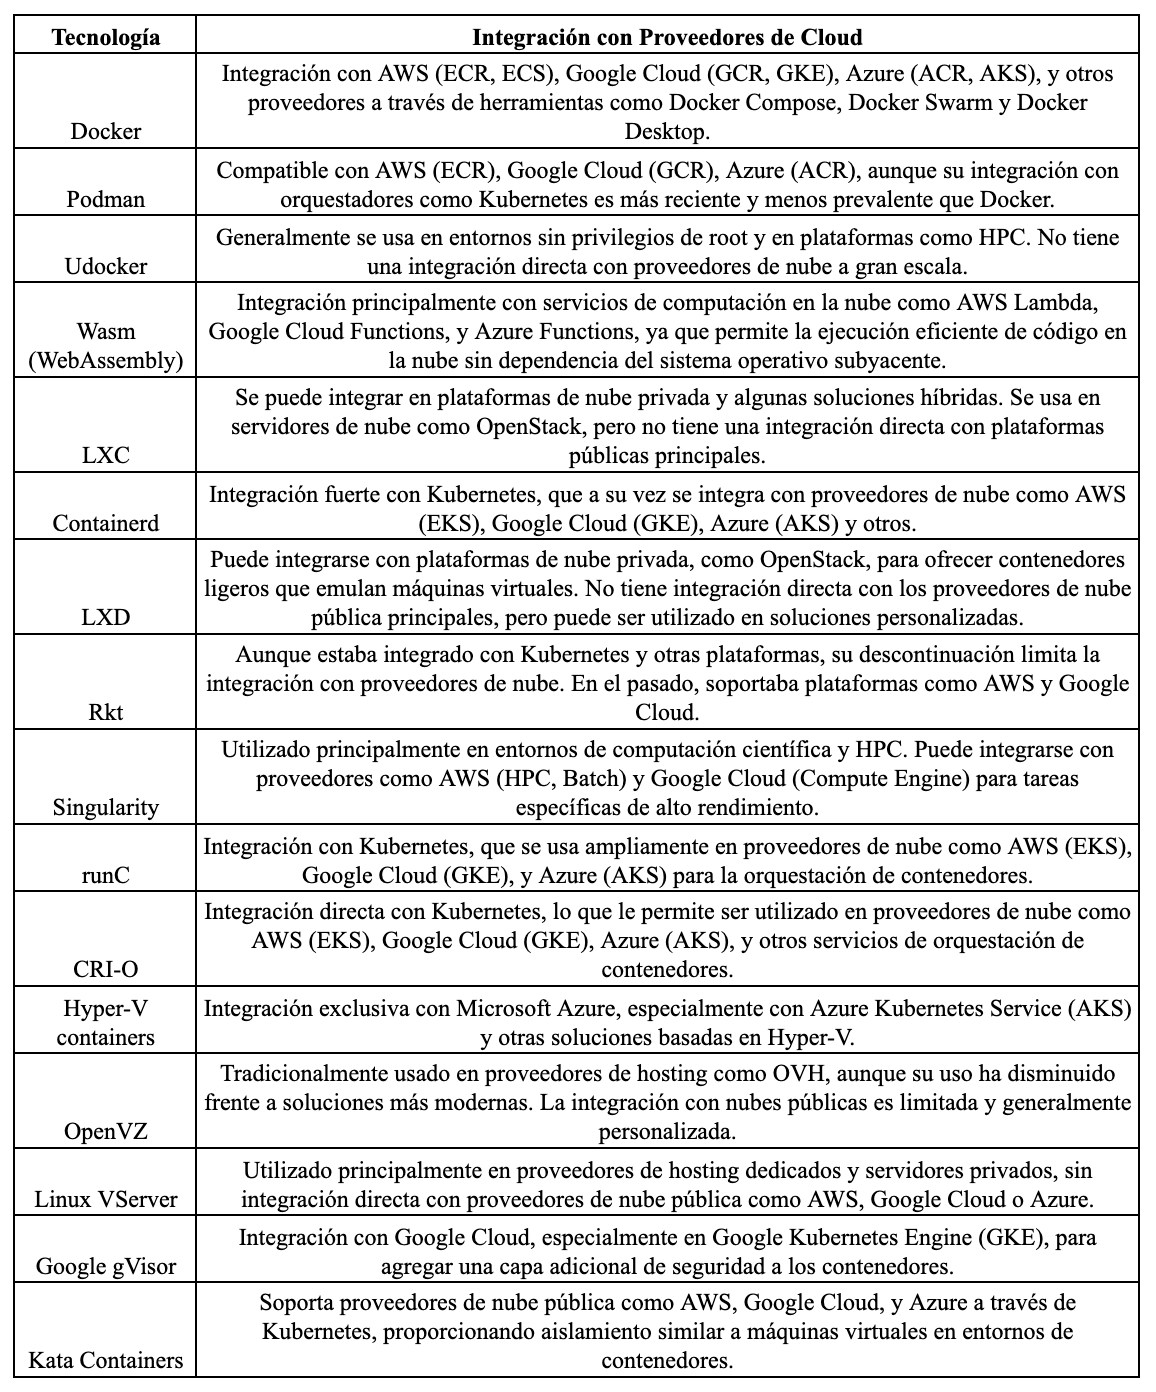 Tecnología
Integración con Proveedores de Cloud
Docker
Integración con AWS (ECR, ECS), Google Cloud (GCR, GKE), Azure (ACR, AKS), y otros
proveedores a través de herramientas como Docker Compose, Docker Swarm y Docker
Desktop.
Podman
Compatible con AWS (ECR), Google Cloud (GCR), Azure (ACR), aunque su integración con
orquestadores como Kubernetes es más reciente y menos prevalente que Docker.
Udocker
Generalmente se usa en entornos sin privilegios de root y en plataformas como HPC. No tiene
una integración directa con proveedores de nube a gran escala.
Wasm
(WebAssembly)
Integración principalmente con servicios de computación en la nube como AWS Lambda,
Google Cloud Functions, y Azure Functions, ya que permite la ejecución eficiente de código en
la nube sin dependencia del sistema operativo subyacente.
LXC
Se puede integrar en plataformas de nube privada y algunas soluciones híbridas. Se usa en
servidores de nube como OpenStack, pero no tiene una integración directa con plataformas
públicas principales.
Containerd
Integración fuerte con Kubernetes, que a su vez se integra con proveedores de nube como AWS
(EKS), Google Cloud (GKE), Azure (AKS) y otros.
LXD
Puede integrarse con plataformas de nube privada, como OpenStack, para ofrecer contenedores
ligeros que emulan máquinas virtuales. No tiene integración directa con los proveedores de nube
pública principales, pero puede ser utilizado en soluciones personalizadas.
Rkt
Aunque estaba integrado con Kubernetes y otras plataformas, su descontinuación limita la
integración con proveedores de nube. En el pasado, soportaba plataformas como AWS y Google
Cloud.
Singularity
Utilizado principalmente en entornos de computación científica y HPC. Puede integrarse con
proveedores como AWS (HPC, Batch) y Google Cloud (Compute Engine) para tareas
específicas de alto rendimiento.
runC
Integración con Kubernetes, que se usa ampliamente en proveedores de nube como AWS (EKS),
Google Cloud (GKE), y Azure (AKS) para la orquestación de contenedores.
CRI-O
Integración directa con Kubernetes, lo que le permite ser utilizado en proveedores de nube como
AWS (EKS), Google Cloud (GKE), Azure (AKS), y otros servicios de orquestación de
contenedores.
Hyper-V
containers
Integración exclusiva con Microsoft Azure, especialmente con Azure Kubernetes Service (AKS)
y otras soluciones basadas en Hyper-V.
OpenVZ
Tradicionalmente usado en proveedores de hosting como OVH, aunque su uso ha disminuido
frente a soluciones más modernas. La integración con nubes públicas es limitada y generalmente
personalizada.
Linux VServer
Utilizado principalmente en proveedores de hosting dedicados y servidores privados, sin
integración directa con proveedores de nube pública como AWS, Google Cloud o Azure.
Google gVisor
Integración con Google Cloud, especialmente en Google Kubernetes Engine (GKE), para
agregar una capa adicional de seguridad a los contenedores.
Kata Containers
Soporta proveedores de nube pública como AWS, Google Cloud, y Azure a través de
Kubernetes, proporcionando aislamiento similar a máquinas virtuales en entornos de
contenedores.